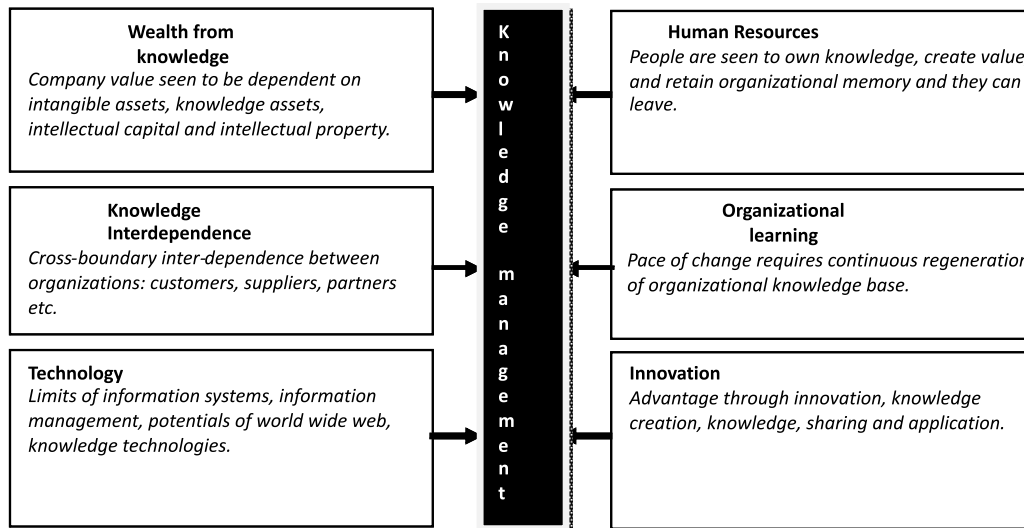 Wealth from
knowledge
Company value seen to be dependent on
intangible assets, knowledge assets,
intellectual capital and intellectual property.
Knowledge
Interdependence
Cross-boundary inter-dependence between
organizations: customers, suppliers, partners
etc.
Technology
Limits of information systems, information
management, potentials of world wide web,
knowledge technologies.
Knowledge management
Human Resources
People are seen to own knowledge, create value
and retain organizational memory and they can
leave.
Organizational
learning
Pace of change requires continuous regeneration
of organizational knowledge base.
Innovation
Advantage through innovation, knowledge
creation, knowledge, sharing and application.